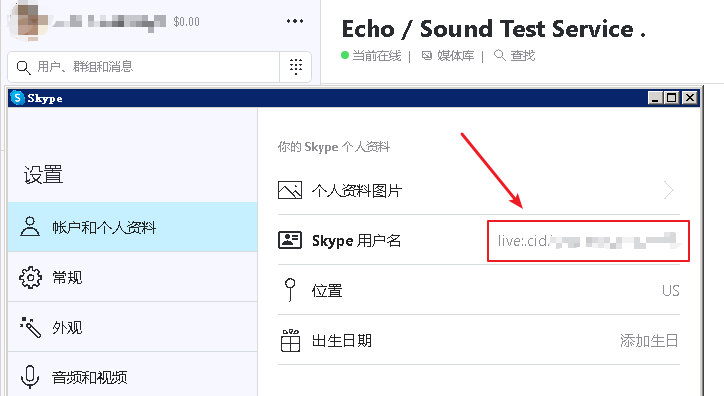 $0.00
用户、群组和消息
Echo / Sound Test Service .
当前在线 | 媒体库 | 查找
Skype
设置
帐户和个人资料
常规
外观
音频和视频
你的 Skype 个人资料
个人资料图片
Skype 用户名 live:.cid.
位置 US
出生日期 添加生日